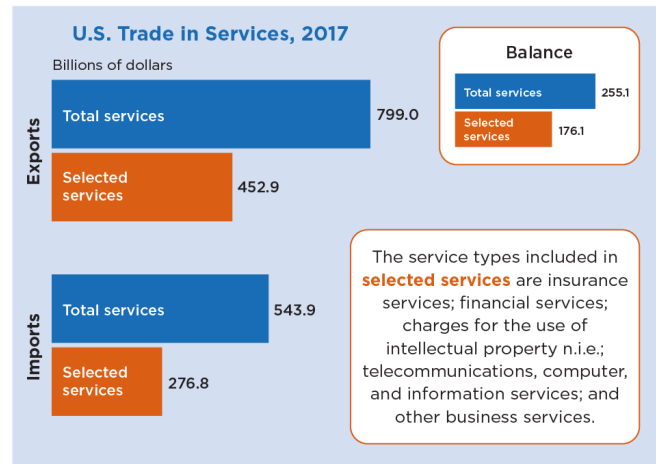 U.S. Trade in Services, 2017
Billions of dollars
Exports
Total services
799.0
Selected
services
452.9
Imports
Total services
543.9
Selected
services
276.8
Balance
Total services
255.1
Selected
services
176.1
The service types included in
selected services are insurance
services; financial services;
charges for the use of
intellectual property n.i.e.;
telecommunications, computer,
and information services; and
other business services.